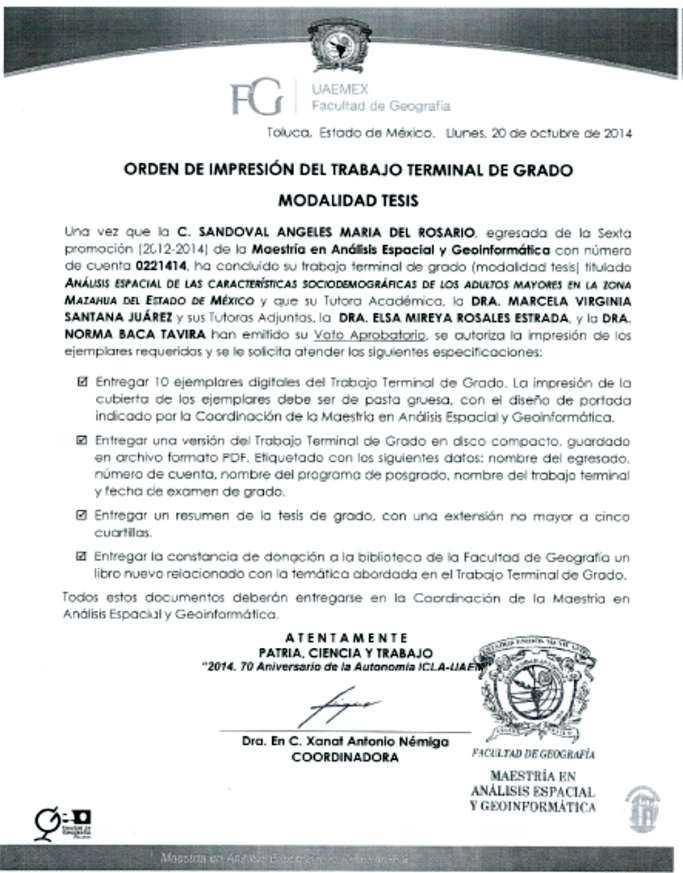 FG
UAEMEX
Facultad de Geografía
Toluca, Estado de México. Llunes, 20 de octubre de 2014
ORDEN DE IMPRESIÓN DEL TRABAJO TERMINAL DE GRADO
MODALIDAD TESIS
Una vez que la C. SANDOVAL ANGELES MARIA DEL ROSARIO, egresada de la Sexta
promoción (2012-2014) de la Maestría en Análisis Espacial y Geoinformática con número
de cuenta 0221414, ha concluido su trabajo terminal de grado (modalidad tesis) titulado
ANÁLISIS ESPACIAL DE LAS CARACTERÍSTICAS SOCIODEMOGRÁFICAS DE LOS ADULTOS MAYORES EN LA ZONA
MAZAHUA DEL ESTADO DE MÉXICO y que su Tutora Académica, la DRA. MARCELA VIRGINIA
SANTANA JUÁREZ y sus Tutoras Adjuntas, la DRA. ELSA MIREYA ROSALES ESTRADA, y la DRA.
NORMA BACA TAVIRA han emitido su Voto Aprobatorio, se autoriza la impresión de los
ejemplares requeridos y se le solicita atender las siguientes especificaciones:
☑ Entregar 10 ejemplares digitales del Trabajo Terminal de Grado. La impresión de la
cubierta de los ejemplares debe ser de pasta gruesa, con el diseño de portada
indicado por la Coordinación de la Maestría en Análisis Espacial y Geoinformática.
☑ Entregar una versión del Trabajo Terminal de Grado en disco compacto, guardado
en archivo formato PDF. Etiquetado con los siguientes datos: nombre del egresado,
número de cuenta, nombre del programa de posgrado, nombre del trabajo terminal
y fecha de examen de grado.
☑ Entregar un resumen de la tesis de grado, con una extensión no mayor a cinco
cuartillas.
☑ Entregar la constancia de donación a la biblioteca de la Facultad de Geografía un
libro nuevo relacionado con la temática abordada en el Trabajo Terminal de Grado.
Todos estos documentos deberán entregarse en la Coordinación de la Maestría en
Análisis Espacial y Geoinformática.
ATENTAMENTE
PATRIA, CIENCIA Y TRABAJO
"2014. 70 Aniversario de la Autonomía ICLA-UAEM
Dra. En C. Xanat Antonio Némiga
COORDINADORA
FACULTAD DE GEOGRAFÍA
MAESTRÍA EN
ANÁLISIS ESPACIAL
Y GEOINFORMÁTICA
Maestría en Análisis Espacial y Geoinformática